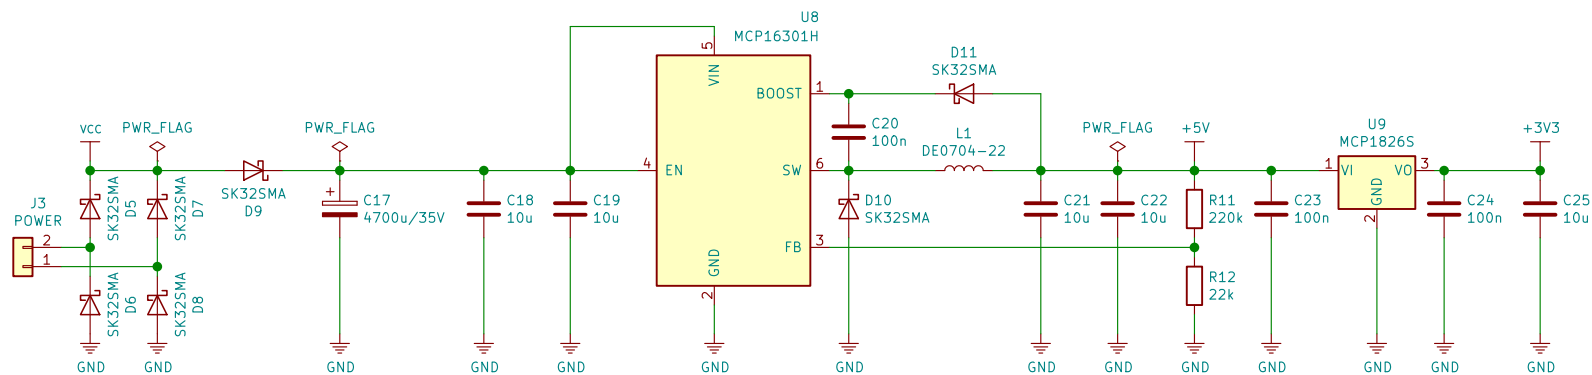 J3
POWER
2
1
VCC
PWR_FLAG
SK32SMA
D5
SK32SMA
D7
SK32SMA
D6
SK32SMA
D8
GND
GND
SK32SMA
D9
PWR_FLAG
+
C17
4700u/35V
GND
C18
10u
GND
C19
10u
GND
U8
MCP16301H
5
VIN
BOOST
1
4
EN
SW
6
FB
3
GND
2
GND
C20
100n
D10
SK32SMA
GND
D11
SK32SMA
L1
DE0704-22
C21
10u
GND
PWR_FLAG
C22
10u
GND
+5V
R11
220k
R12
22k
GND
C23
100n
GND
U9
MCP1826S
1
VI
VO
3
GND
2
GND
C24
100n
GND
+3V3
C25
10u
GND